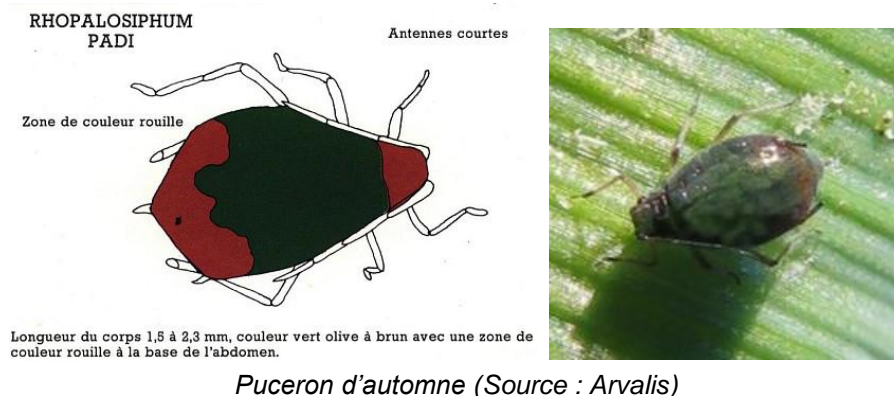 RHOPALOSIPHUM
PADI
Antennes courtes
Zone de couleur rouille
Longueur du corps 1,5 à 2,3 mm, couleur vert olive à brun avec une zone de
couleur rouille à la base de l'abdomen.
Puceron d'automne (Source : Arvalis)